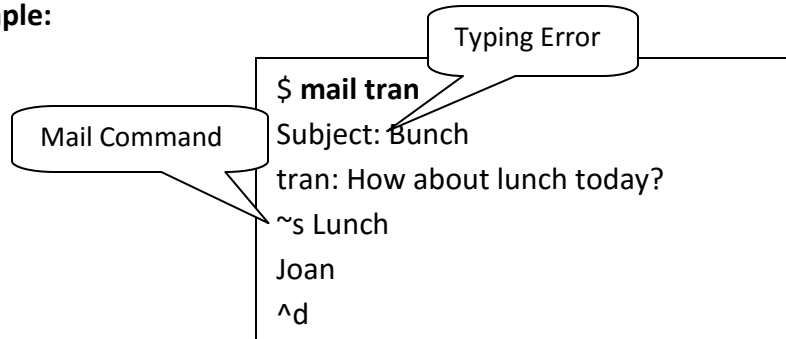 ple:
Typing Error
$ mail tran
Mail Command
Subject: Bunch
tran: How about lunch today?
~s Lunch
Joan
^d